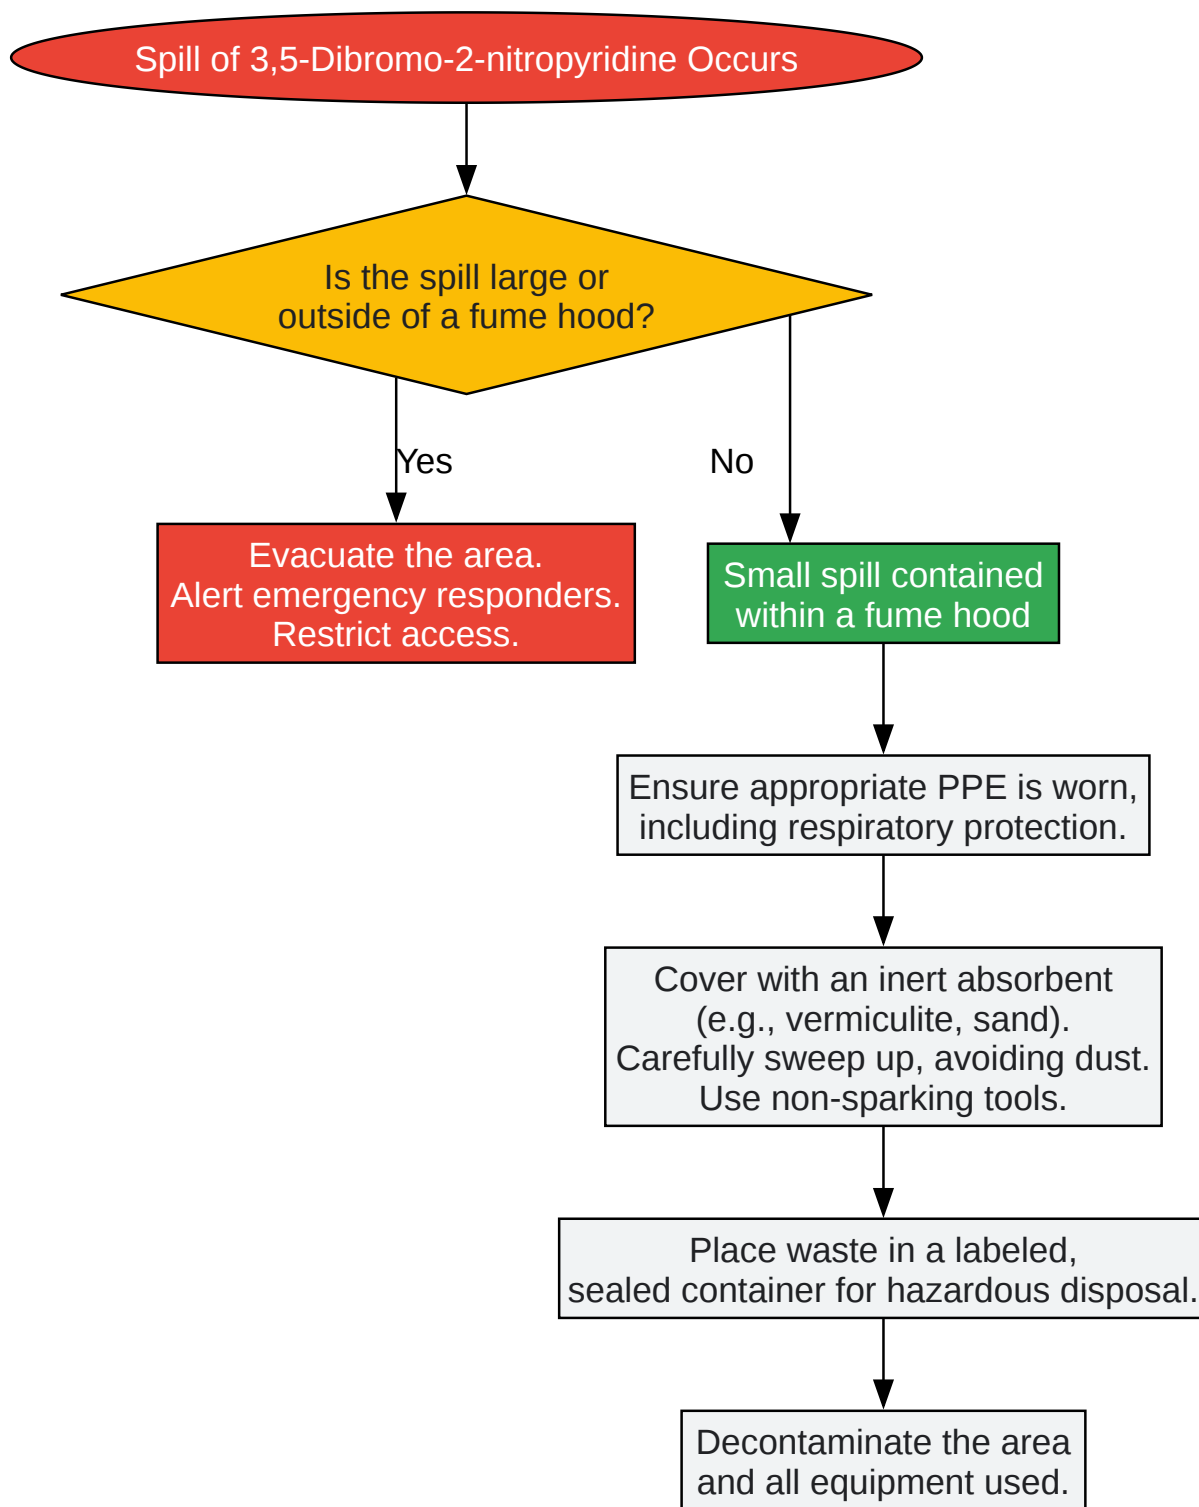 Spill of 3,5-Dibromo-2-nitropyridine Occurs
Is the spill large or
outside of a fume hood?
Yes
No
Evacuate the area.
Alert emergency responders.
Restrict access.
Small spill contained
within a fume hood
Ensure appropriate PPE is worn,
including respiratory protection.
Cover with an inert absorbent
(e.g., vermiculite, sand).
Carefully sweep up, avoiding dust.
Use non-sparking tools.
Place waste in a labeled,
sealed container for hazardous disposal.
Decontaminate the area
and all equipment used.